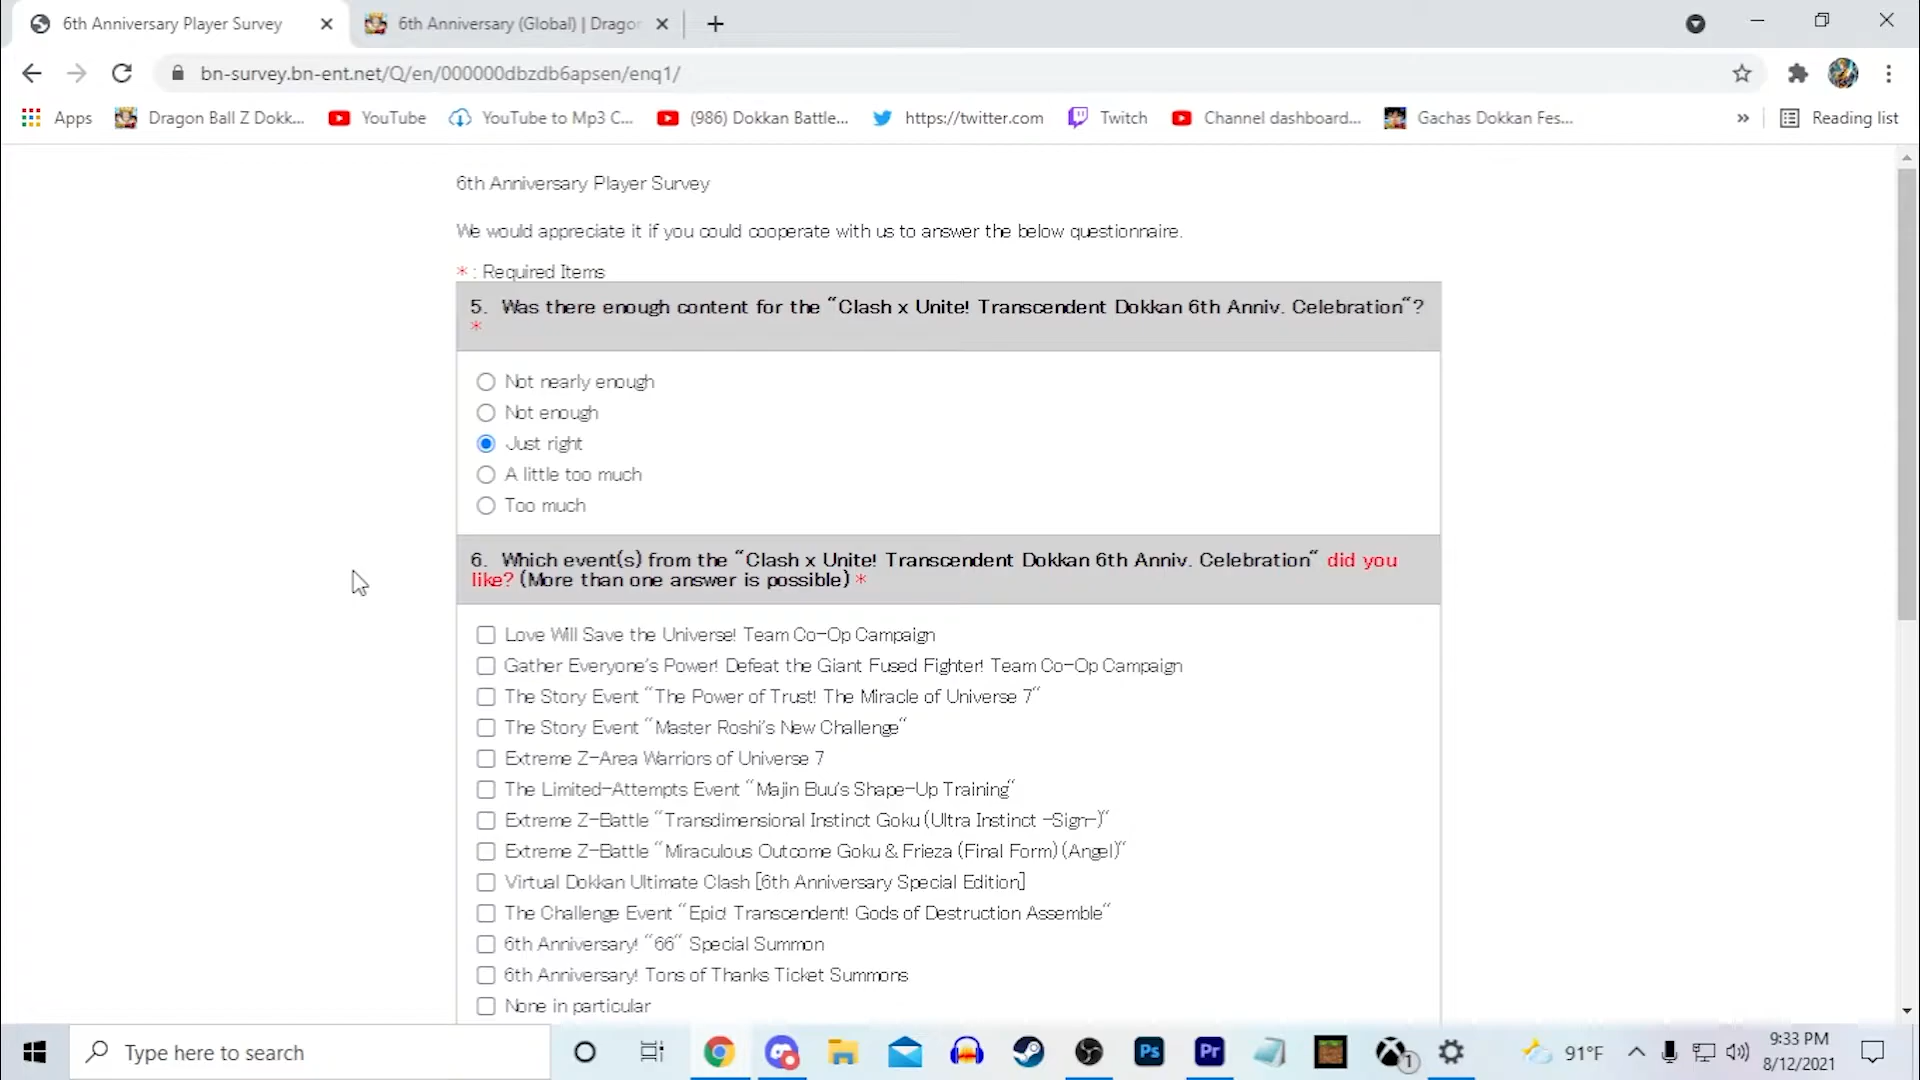 6th Anniversary Player Survey
6th Anniversary (Global) | Dragon
bn-survey.bn-ent.net/Q/en/000000dbzdb6apsen/enq1/
Apps
Dragon Ball Z Dokk...
YouTube
YouTube to Mp3 C...
(986) Dokkan Battle...
https://twitter.com
Twitch
Channel dashboard...
Gachas Dokkan Fes...
»
Reading list
6th Anniversary Player Survey
We would appreciate it if you could cooperate with us to answer the below questionnaire.
* : Required Items
5. Was there enough content for the "Clash x Unite! Transcendent Dokkan 6th Anniv. Celebration"?
*
Not nearly enough
Not enough
Just right
A little too much
Too much
6. Which event(s) from the "Clash x Unite! Transcendent Dokkan 6th Anniv. Celebration" did you
like? (More than one answer is possible) *
Love Will Save the Universe! Team Co-Op Campaign
Gather Everyone's Power! Defeat the Giant Fused Fighter! Team Co-Op Campaign
The Story Event "The Power of Trust! The Miracle of Universe 7"
The Story Event "Master Roshi's New Challenge"
Extreme Z-Area Warriors of Universe 7
The Limited-Attempts Event "Majin Buu's Shape-Up Training"
Extreme Z-Battle "Transdimensional Instinct Goku (Ultra Instinct -Sign-)"
Extreme Z-Battle "Miraculous Outcome Goku & Frieza (Final Form) (Angel)"
Virtual Dokkan Ultimate Clash [6th Anniversary Special Edition]
The Challenge Event "Epic! Transcendent! Gods of Destruction Assemble"
6th Anniversary! "66" Special Summon
6th Anniversary! Tons of Thanks Ticket Summons
None in particular
Type here to search
Ps
Pr
1
91°F
9:33 PM
8/12/2021